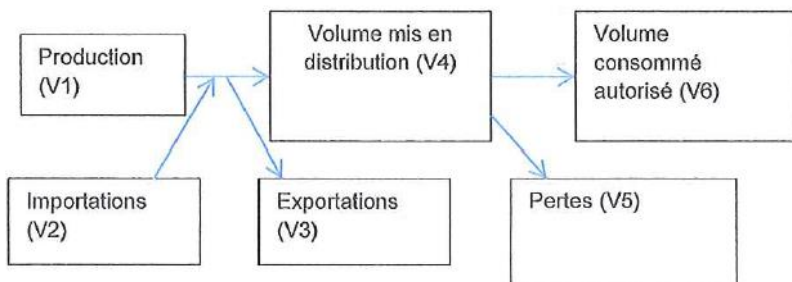 Production
(V1)
Volume mis en
distribution (V4)
Volume
consommé
autorisé (V6)
Importations
(V2)
Exportations
(V3)
Pertes (V5)